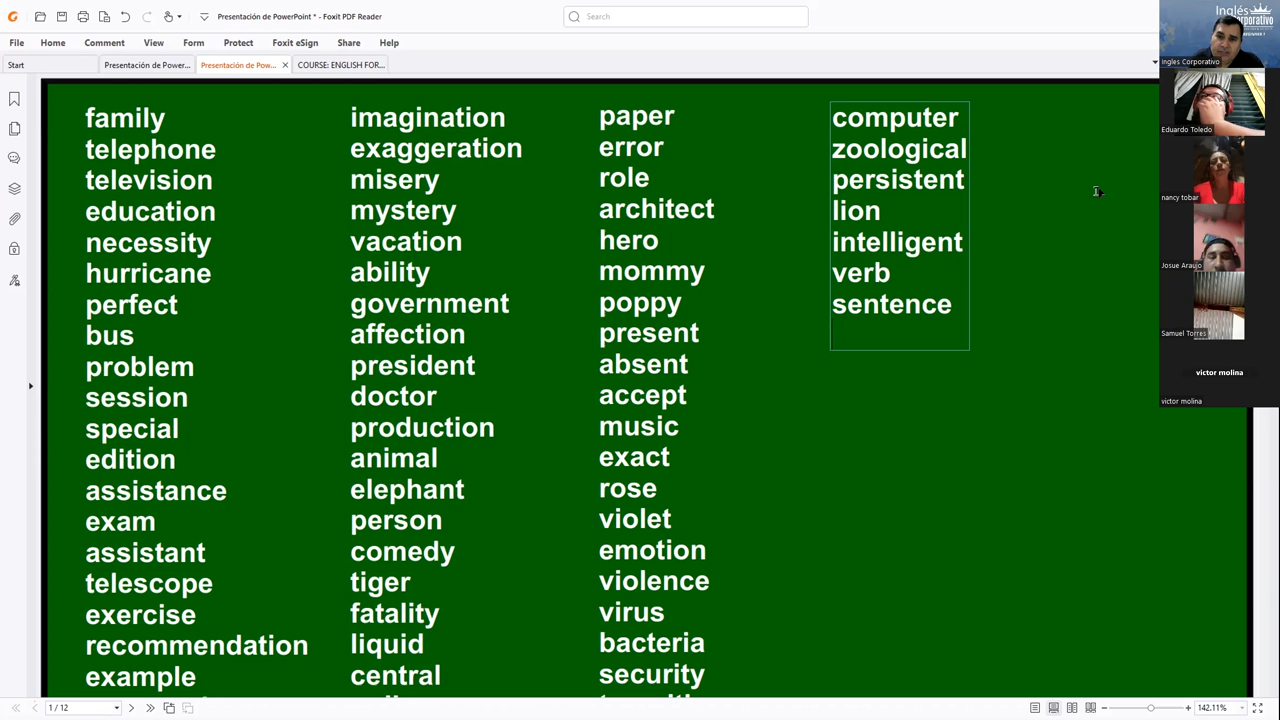 Presentación de PowerPoint * - Foxit PDF Reader
Search
File Home Comment View Form Protect Foxit eSign Share Help
Start
Presentación de Power...
Presentación de Pow...
COURSE: ENGLISH FOR...
family
telephone
television
education
necessity
hurricane
perfect
bus
problem
session
special
edition
assistance
exam
assistant
telescope
exercise
recommendation
example
imagination
exaggeration
misery
mystery
vacation
ability
government
affection
president
doctor
production
animal
elephant
person
comedy
tiger
fatality
liquid
central
paper
error
role
architect
hero
mommy
poppy
present
absent
accept
music
exact
rose
violet
emotion
violence
virus
bacteria
security
computer
zoological
persistent
lion
intelligent
verb
sentence
Inglés
Corporativo
Ingles Corporativo
Eduardo Toledo
nancy tobar
Josue Araujo
Samuel Torres
victor molina
victor molina
1 / 12
142.11%